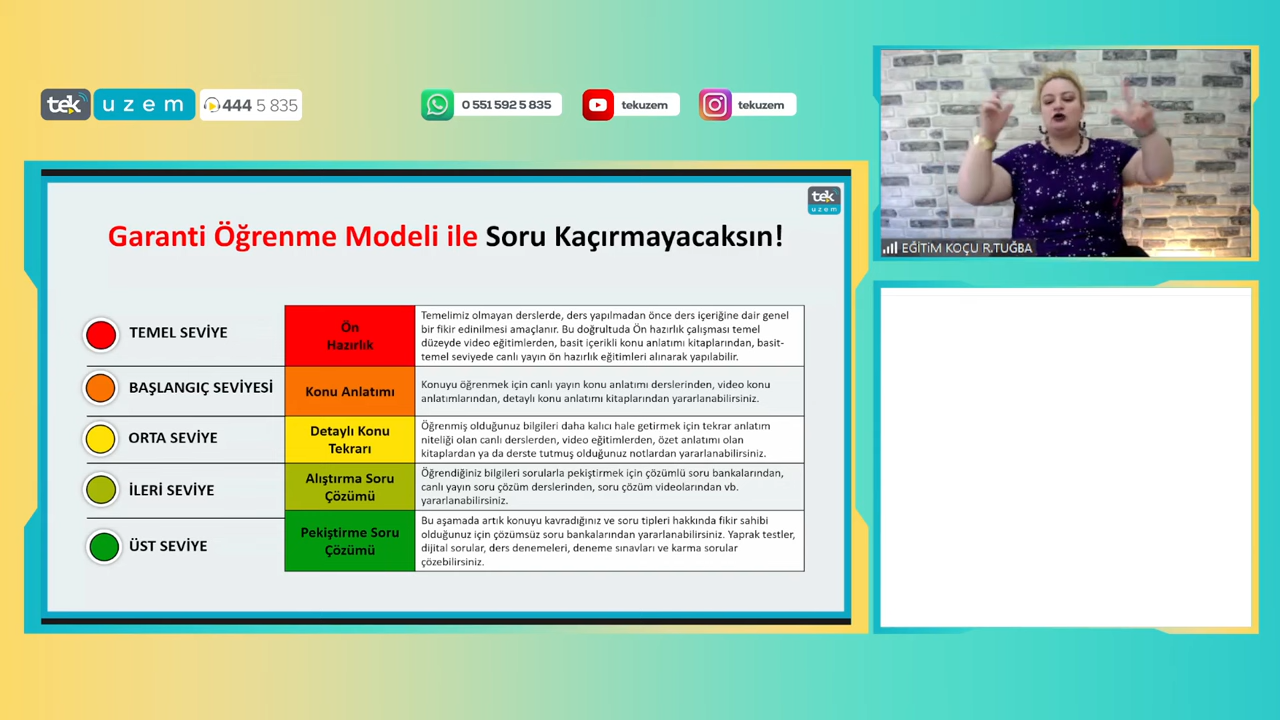 tek uzem 444 5 835
0 551 592 5 835
tekuzem
tekuzem
EĞİTİM KOÇU R.TUĞBA
tek
uzem
Garanti Öğrenme Modeli ile Soru Kaçırmayacaksın!
TEMEL SEVİYE
Ön
Hazırlık
Temelimiz olmayan derslerde, ders yapılmadan önce ders içeriğine dair genel
bir fikir edinilmesi amaçlanır. Bu doğrultuda Ön hazırlık çalışması temel
düzeyde video eğitimlerden, basit içerikli konu anlatımı kitaplarından, basit-
temel seviyede canlı yayın ön hazırlık eğitimleri alınarak yapılabilir.
BAŞLANGIÇ SEVİYESİ
Konu Anlatımı
Konuyu öğrenmek için canlı yayın konu anlatımı derslerinden, video konu
anlatımlarından, detaylı konu anlatımı kitaplarından yararlanabilirsiniz.
ORTA SEVİYE
Detaylı Konu
Tekrarı
Öğrenmiş olduğunuz bilgileri daha kalıcı hale getirmek için tekrar anlatım
niteliği olan canlı derslerden, video eğitimlerden, özet anlatımı olan
kitaplardan ya da derste tutmuş olduğunuz notlardan yararlanabilirsiniz.
İLERİ SEVİYE
Alıştırma Soru
Çözümü
Öğrendiğiniz bilgileri sorularla pekiştirmek için çözümlü soru bankalarından,
canlı yayın soru çözüm derslerinden, soru çözüm videolarından vb.
yararlanabilirsiniz.
ÜST SEVİYE
Pekiştirme Soru
Çözümü
Bu aşamada artık konuyu kavradığınız ve soru tipleri hakkında fikir sahibi
olduğunuz için çözümsüz soru bankalarından yararlanabilirsiniz. Yaprak testler,
dijital sorular, ders denemeleri, deneme sınavları ve karma sorular
çözebilirsiniz.